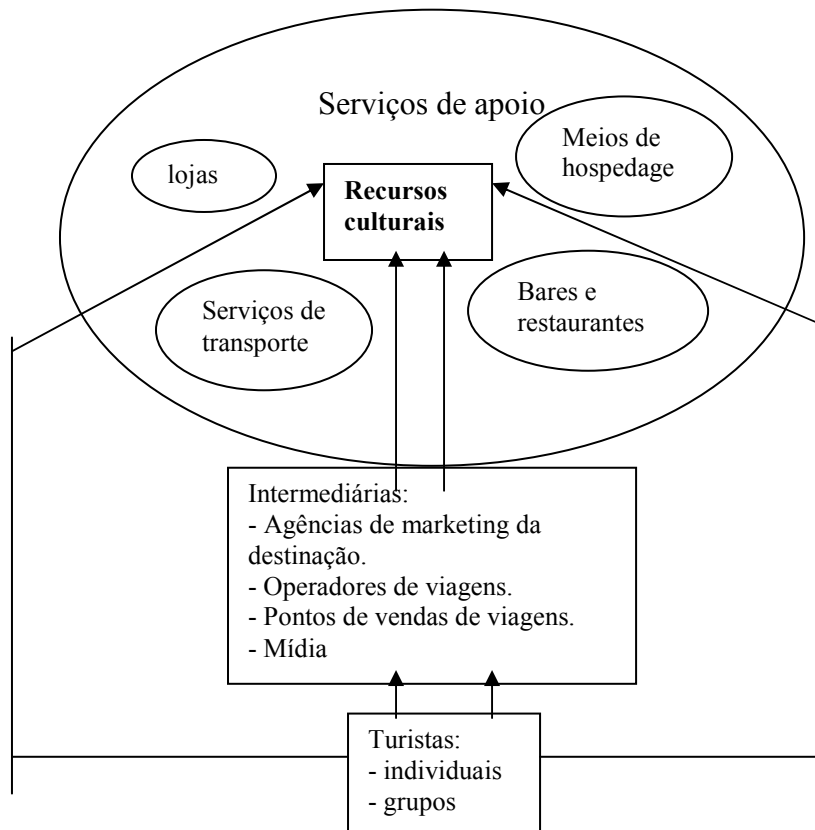 Serviços de apoio
lojas
Meios de
hospedage
Recursos
culturais
Serviços de
transporte
Bares e
restaurantes
Intermediárias:
- Agências de marketing da
destinação.
- Operadores de viagens.
- Pontos de vendas de viagens.
- Mídia
Turistas:
- individuais
- grupos